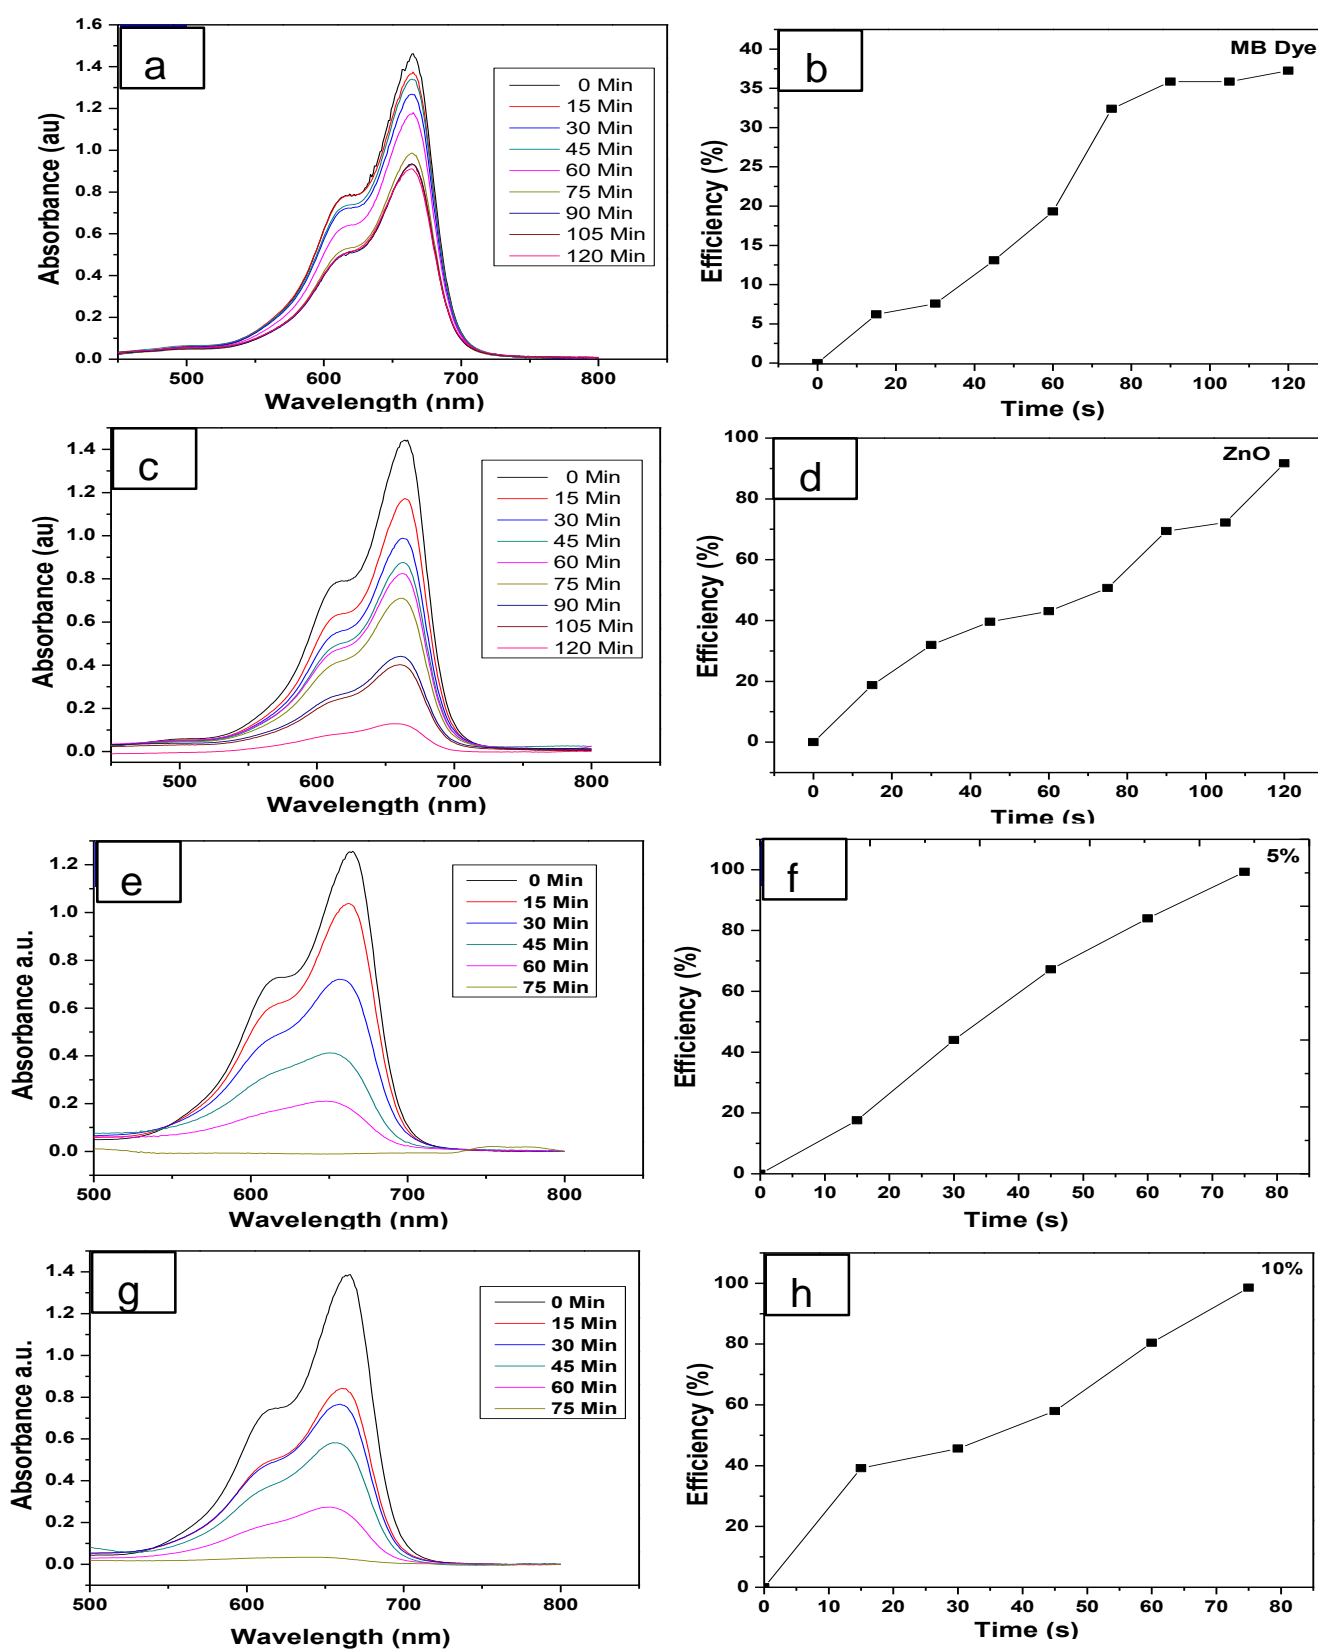 a
Absorbance (au)
1.6
1.4
1.2
1.0
0.8
0.6
0.4
0.2
0.0
0 Min
15 Min
30 Min
45 Min
60 Min
75 Min
90 Min
105 Min
120 Min
500 600 700 800
Wavelength (nm)
b
MB Dye
Efficiency (%)
40
35
30
25
20
15
10
5
0
0 20 40 60 80 100 120
Time (s)
c
Absorbance (au)
1.4
1.2
1.0
0.8
0.6
0.4
0.2
0.0
0 Min
15 Min
30 Min
45 Min
60 Min
75 Min
90 Min
105 Min
120 Min
500 600 700 800
Wavelength (nm)
d
ZnO
Efficiency (%)
100
80
60
40
20
0
0 20 40 60 80 100 120
Time (s)
e
Absorbance a.u.
1.2
1.0
0.8
0.6
0.4
0.2
0.0
0 Min
15 Min
30 Min
45 Min
60 Min
75 Min
500 600 700 800
Wavelength (nm)
f
5%
Efficiency (%)
100
80
60
40
20
0
0 10 20 30 40 50 60 70 80
Time (s)
g
Absorbance a.u.
1.4
1.2
1.0
0.8
0.6
0.4
0.2
0.0
0 Min
15 Min
30 Min
45 Min
60 Min
75 Min
500 600 700 800
Wavelength (nm)
h
10%
Efficiency (%)
100
80
60
40
20
0
0 10 20 30 40 50 60 70 80
Time (s)